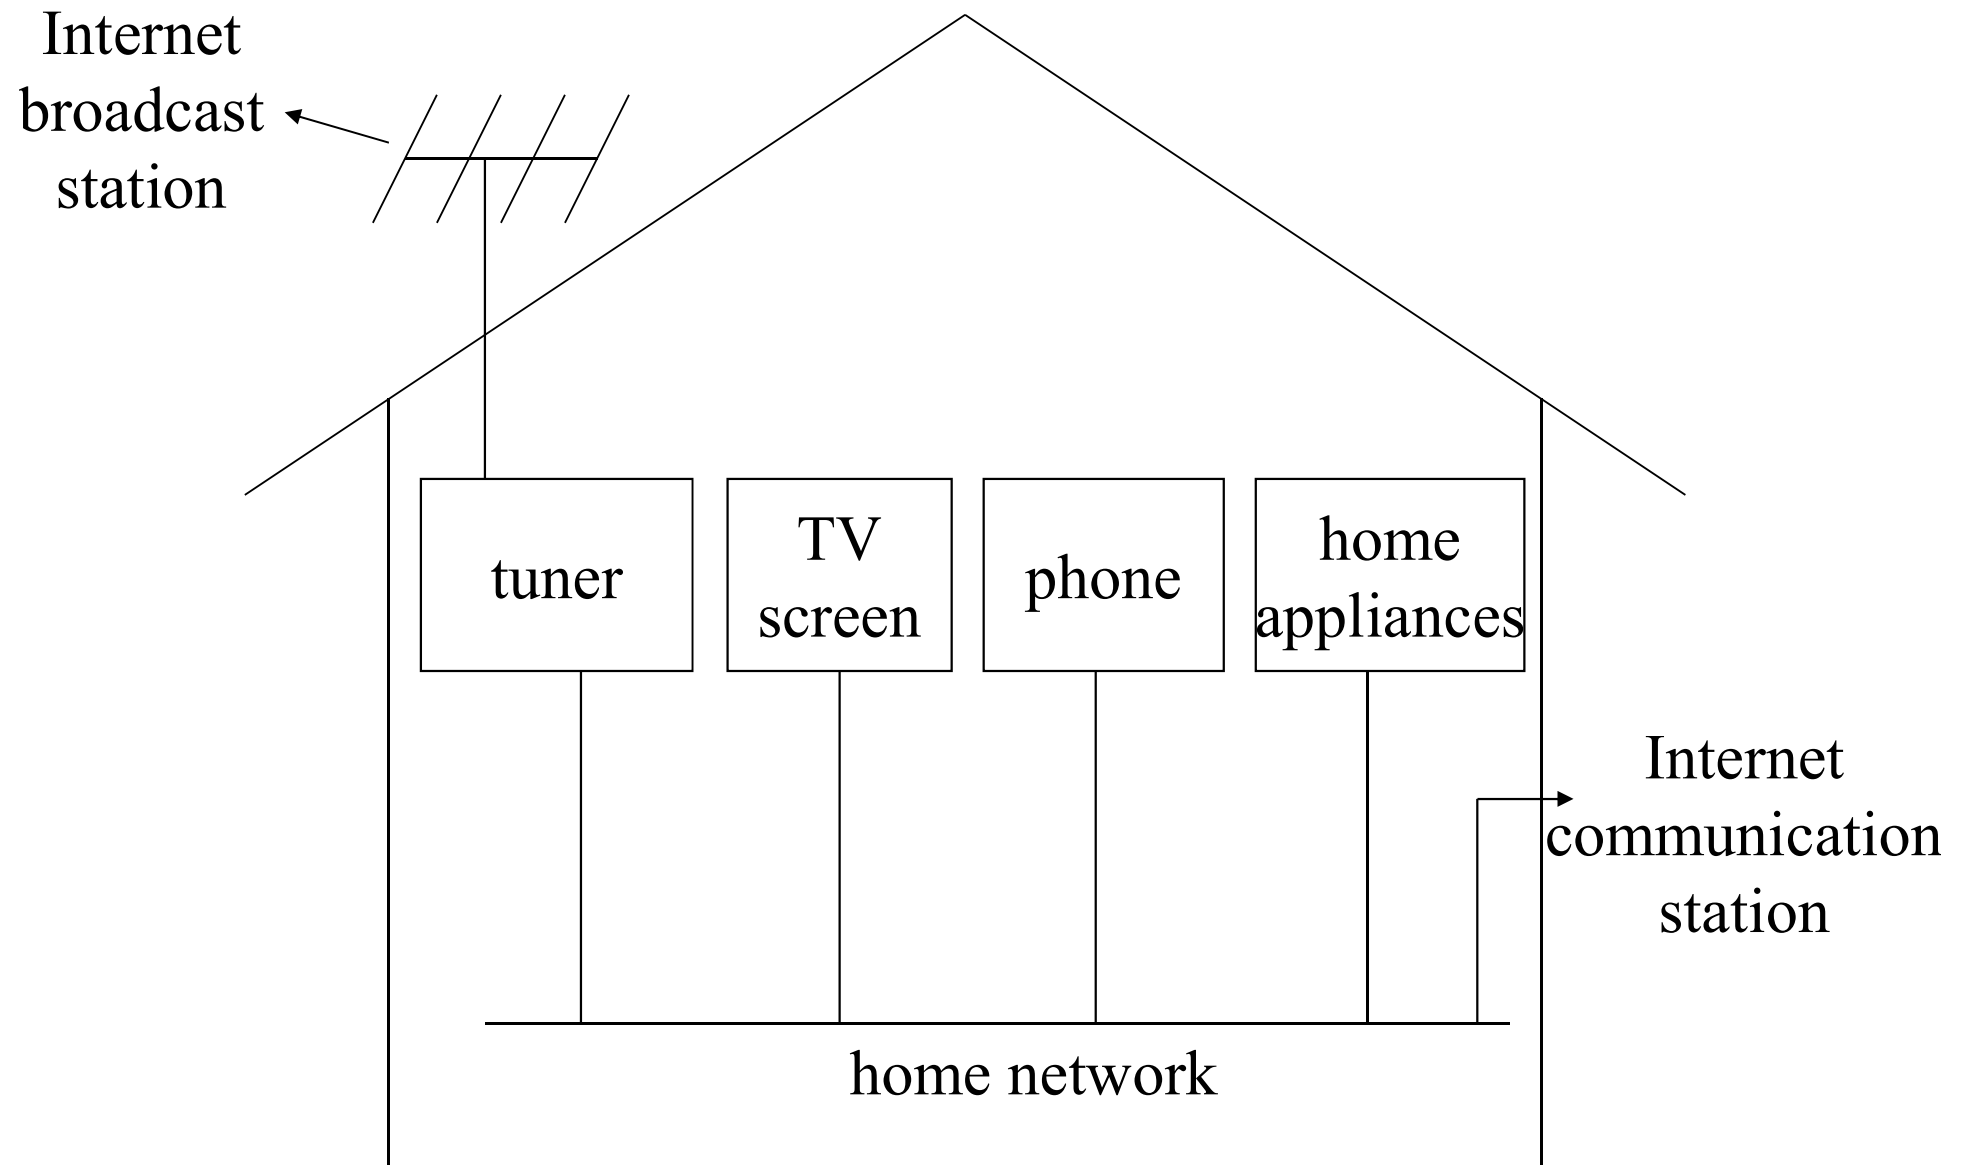 Internet
broadcast
station
tuner
TV
screen
phone
home
appliances
Internet
communication
station
home network